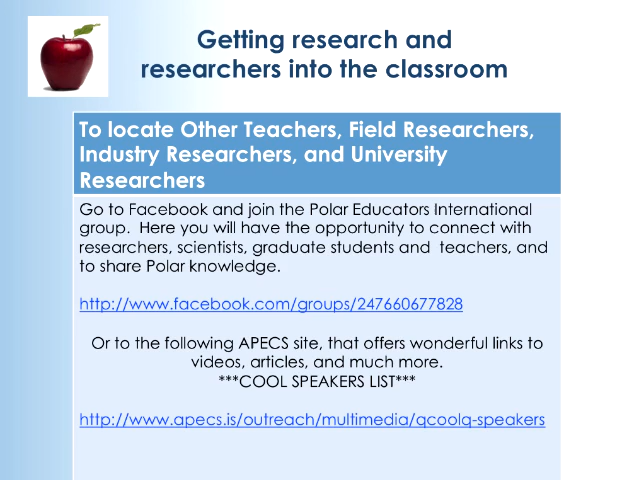 Getting research and
researchers into the classroom
To locate Other Teachers, Field Researchers,
Industry Researchers, and University
Researchers
Go to Facebook and join the Polar Educators International
group.  Here you will have the opportunity to connect with
researchers, scientists, graduate students and  teachers, and
to share Polar knowledge.
http://www.facebook.com/groups/247660677828
Or to the following APECS site, that offers wonderful links to
videos, articles, and much more.
***COOL SPEAKERS LIST***
http://www.apecs.is/outreach/multimedia/qcoolq-speakers